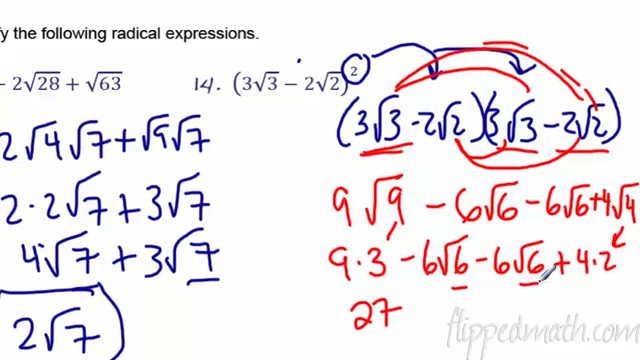 fy the following radical expressions.
- 2√28 + √63
14. (3√3 − 2√2)²
2√4√7+√9√7
2·2√7+3√7
4√7+3√7
2√7
(3√3-2√2)(3√3-2√2)
9√9 - 6√6 - 6√6+4√4
9·3 - 6√6 - 6√6 + 4·2
27
flippedmath.com